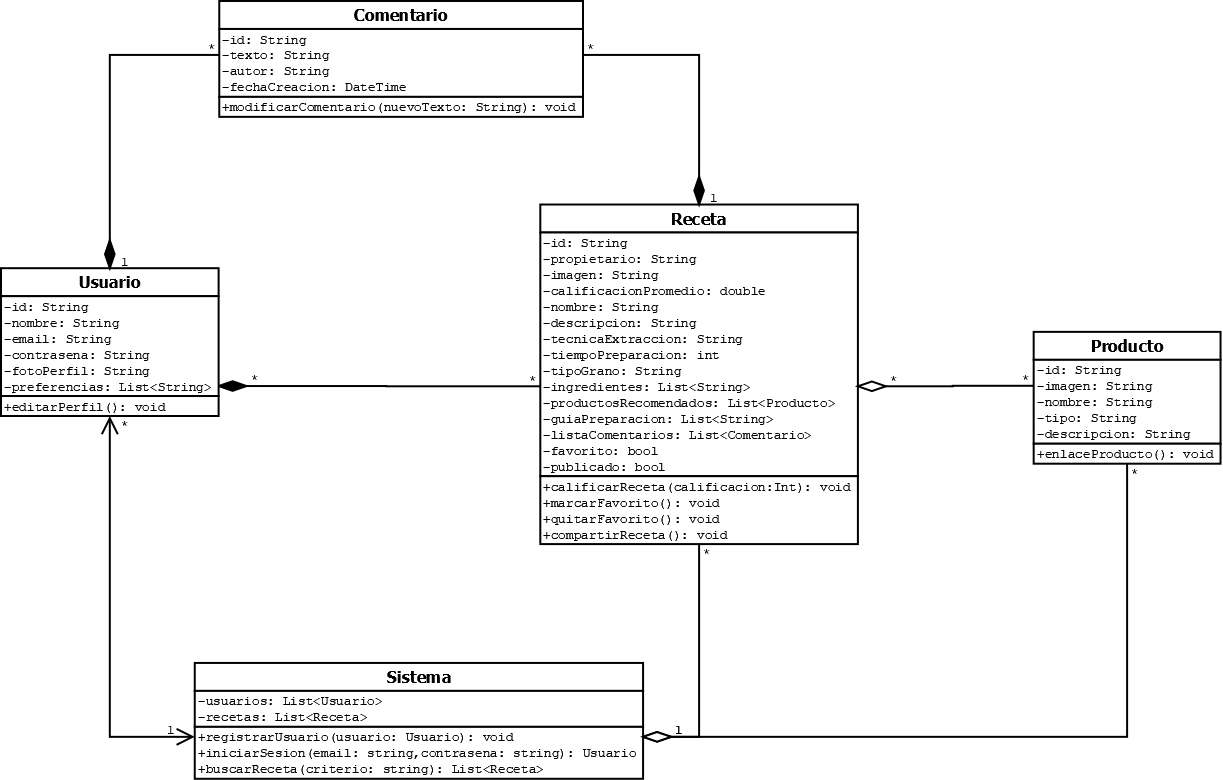 Comentario
-id: String
-texto: String
-autor: String
-fechaCreacion: DateTime
+modificarComentario(nuevoTexto: String): void
*
*
1
1
Usuario
-id: String
-nombre: String
-email: String
-contrasena: String
-fotoPerfil: String
-preferencias: List<String>
+editarPerfil(): void
*
*
*
Receta
-id: String
-propietario: String
-imagen: String
-calificacionPromedio: double
-nombre: String
-descripcion: String
-tecnicaExtraccion: String
-tiempoPreparacion: int
-tipoGrano: String
-ingredientes: List<String>
-productosRecomendados: List<Producto>
-guiaPreparacion: List<String>
-listaComentarios: List<Comentario>
-favorito: bool
-publicado: bool
+calificarReceta(calificacion:Int): void
+marcarFavorito(): void
+quitarFavorito(): void
+compartirReceta(): void
*
*
*
Producto
-id: String
-imagen: String
-nombre: String
-tipo: String
-descripcion: String
+enlaceProducto(): void
*
Sistema
-usuarios: List<Usuario>
-recetas: List<Receta>
+registrarUsuario(usuario: Usuario): void
+iniciarSesion(email: string,contrasena: string): Usuario
+buscarReceta(criterio: string): List<Receta>
1
1